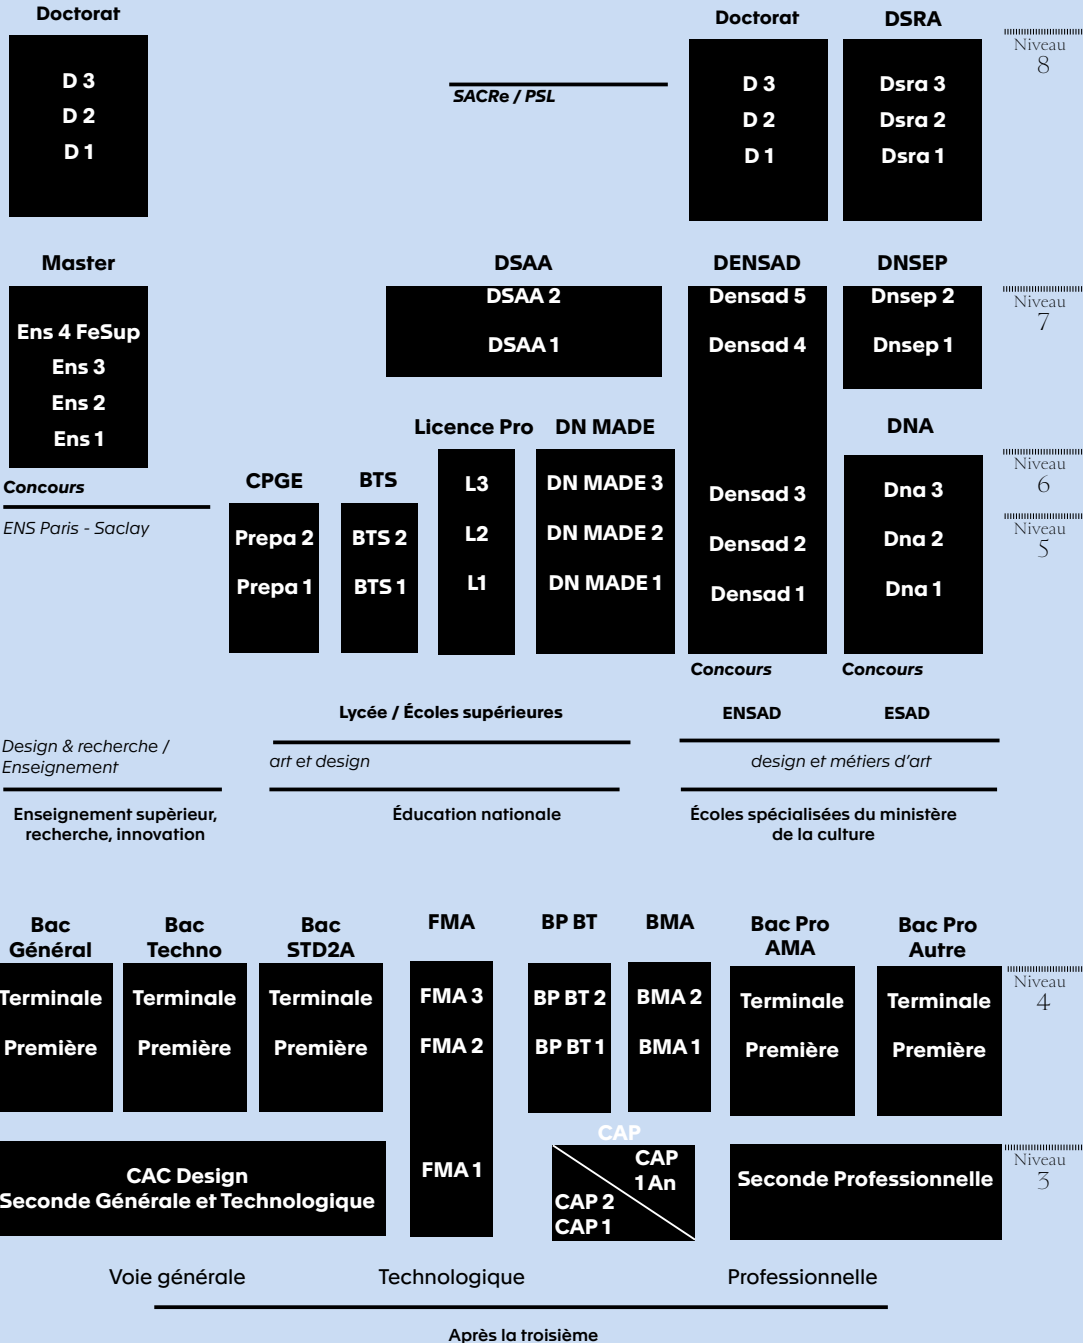 Doctorat
Doctorat
DSRA
Niveau
8
D 3
D 2
D 1
SACRe / PSL
D 3
D 2
D 1
Dsra 3
Dsra 2
Dsra 1
Master
DSAA
DENSAD
DNSEP
Niveau
7
Ens 4 FeSup
Ens 3
Ens 2
Ens 1
DSAA 2
DSAA 1
Densad 5
Densad 4
Dnsep 2
Dnsep 1
Concours
ENS Paris - Saclay
CPGE
Prepa 2
Prepa 1
BTS
BTS 2
BTS 1
Licence Pro
L3
L2
L1
DN MADE
DN MADE 3
DN MADE 2
DN MADE 1
Densad 3
Densad 2
Densad 1
DNA
Dna 3
Dna 2
Dna 1
Niveau
6
Niveau
5
Concours
Concours
Lycée / Écoles supérieures
ENSAD
ESAD
Design & recherche /
Enseignement
art et design
design et métiers d'art
Enseignement supèrieur,
recherche, innovation
Éducation nationale
Écoles spécialisées du ministère
de la culture
Bac
Général
Bac
Techno
Bac
STD2A
FMA
BP BT
BMA
Bac Pro
AMA
Bac Pro
Autre
Niveau
4
Terminale
Première
Terminale
Première
Terminale
Première
FMA 3
FMA 2
BP BT 2
BP BT 1
BMA 2
BMA 1
Terminale
Première
Terminale
Première
CAC Design
Seconde Générale et Technologique
FMA 1
CAP
CAP
1 An
CAP 2
CAP 1
Seconde Professionnelle
Niveau
3
Voie générale
Technologique
Professionnelle
Après la troisième